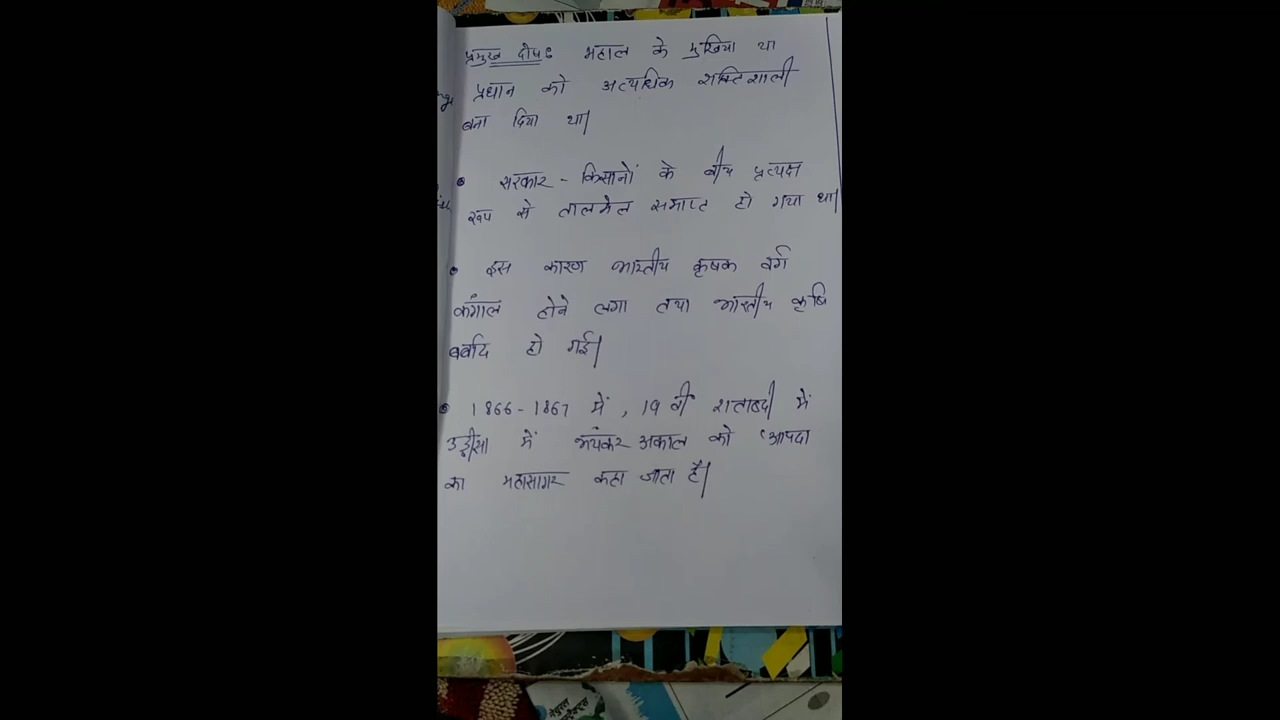 प्रमुख दोषः महाल के मुखिया या
प्रधान को अत्यधिक शक्तिशाली
बना दिया था|
• सरकार - किसानों के बीच प्रत्यक्ष
रूप से तालमेल समाप्त हो गया था|
• इस कारण भारतीय कृषक वर्ग
कंगाल होने लगा तथा भारतीय कृषि
बर्बाद हो गई|
• 1866-1867 में, 19 वी शताब्दी में
उड़ीसा में भयंकर अकाल को 'आपदा
का महासागर कहा जाता है|